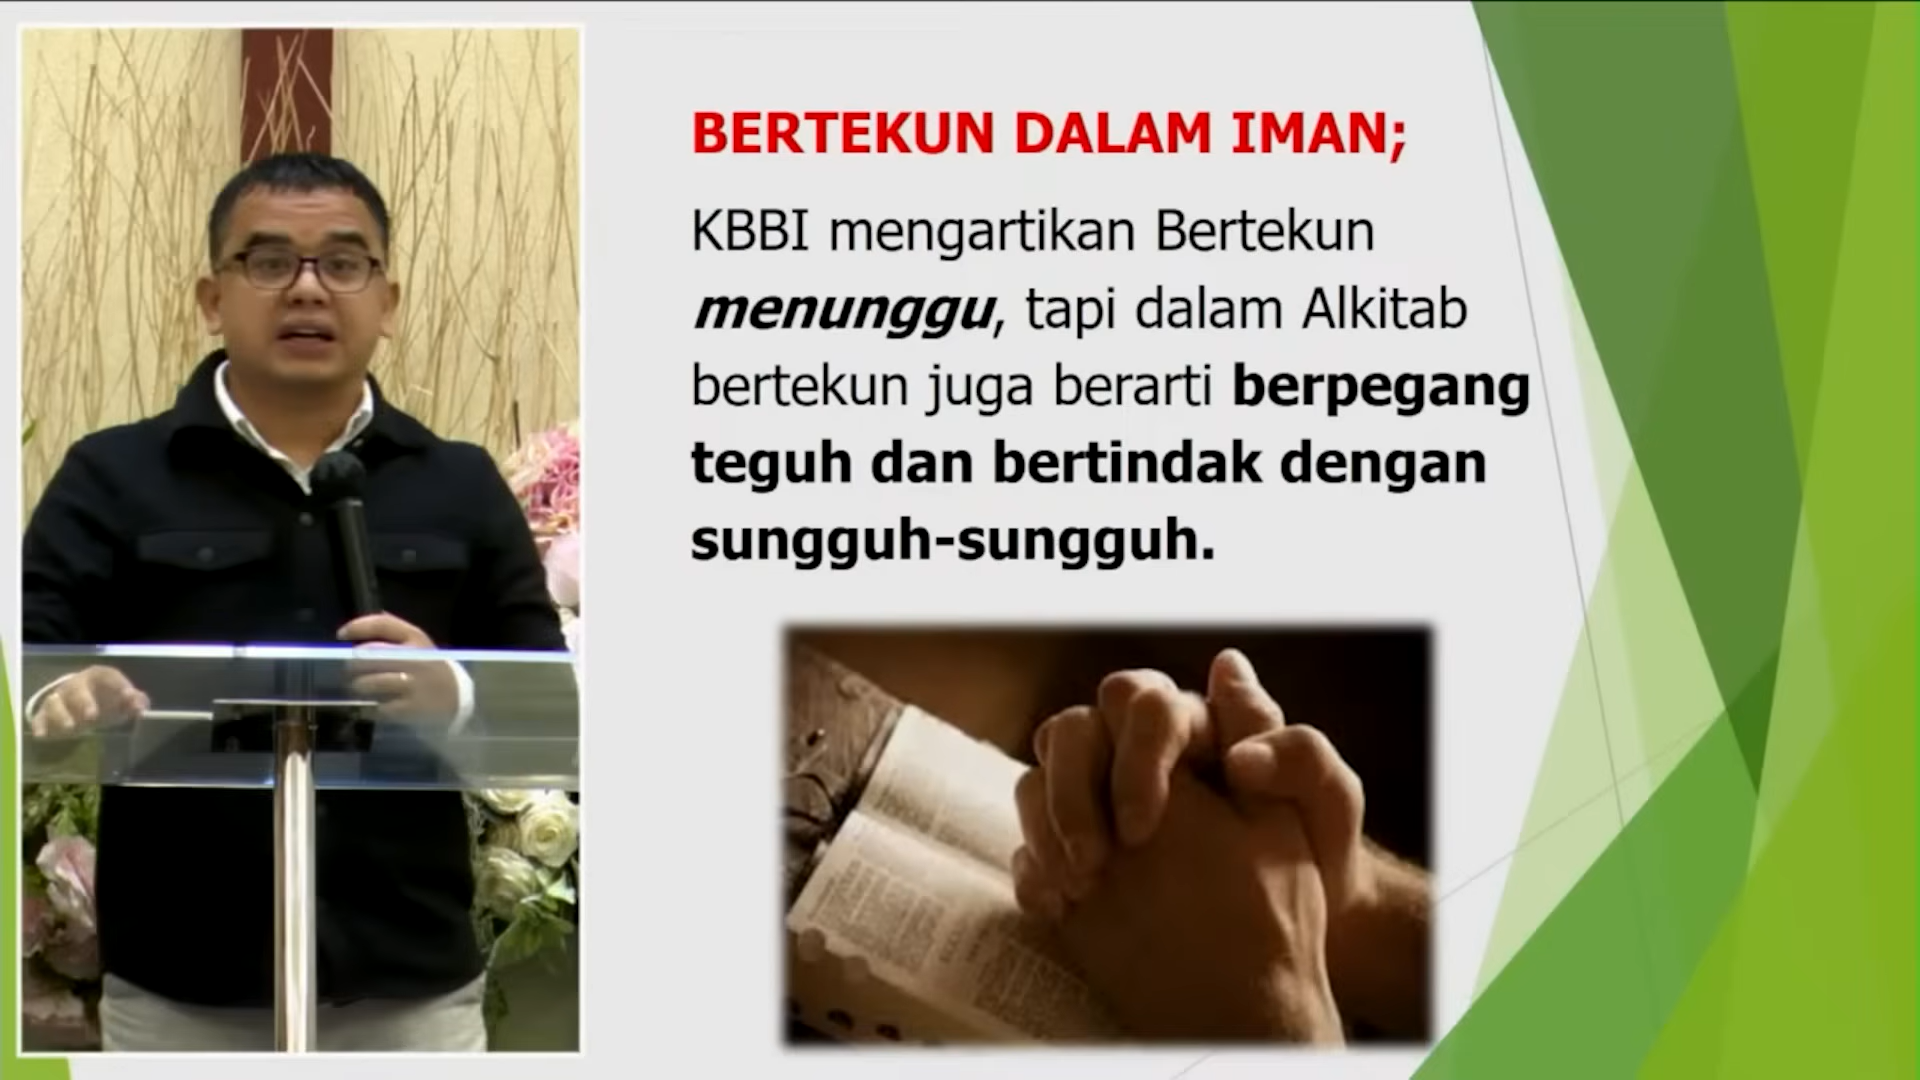 BERTEKUN DALAM IMAN;
KBBI mengartikan Bertekun
menunggu, tapi dalam Alkitab
bertekun juga berarti berpegang
teguh dan bertindak dengan
sungguh-sungguh.